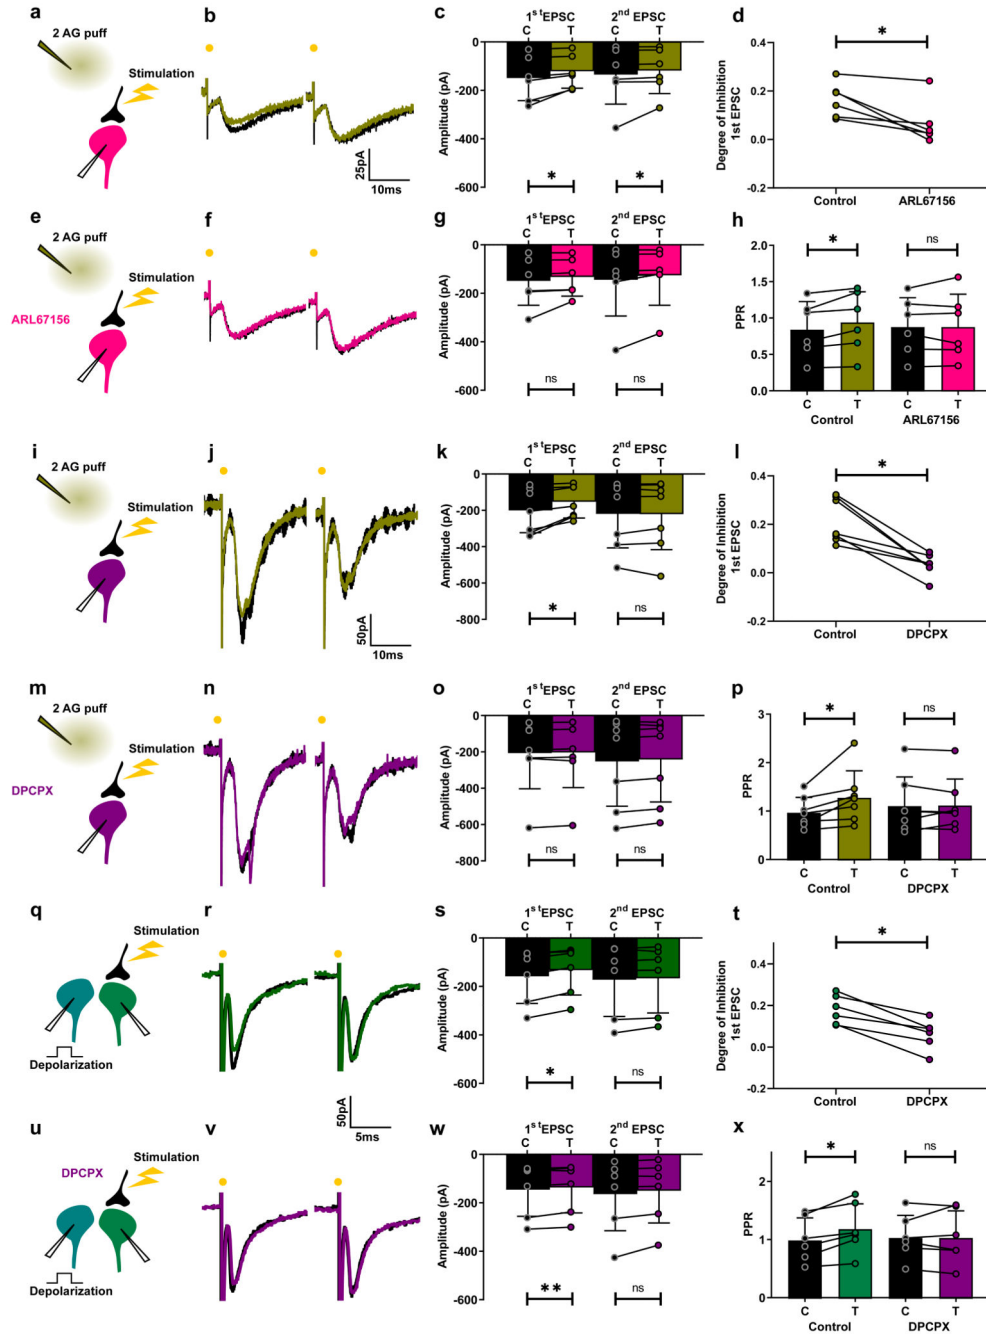 a
2 AG puff
Stimulation
b
25pA
10ms
c
1st EPSC
2nd EPSC
C T C T
Amplitude (pA)
0
-200
-400
-600
* *
d
*
Degree of Inhibition
1st EPSC
0.4
0.2
0.0
-0.2
Control ARL67156
e
2 AG puff
Stimulation
ARL67156
f
g
1st EPSC
2nd EPSC
C T C T
Amplitude (pA)
0
-200
-400
-600
ns ns
h
* ns
PPR
2.0
1.5
1.0
0.5
0.0
C T C T
Control ARL67156
i
2 AG puff
Stimulation
j
50pA
10ms
k
1st EPSC
2nd EPSC
C T C T
Amplitude (pA)
0
-200
-400
-600
-800
* ns
l
*
Degree of Inhibition
1st EPSC
0.4
0.2
0.0
-0.2
Control DPCPX
m
2 AG puff
Stimulation
DPCPX
n
o
1st EPSC
2nd EPSC
C T C T
Amplitude (pA)
0
-200
-400
-600
-800
ns ns
p
* ns
PPR
3
2
1
0
C T C T
Control DPCPX
q
Stimulation
Depolarization
r
50pA
5ms
s
1st EPSC
2nd EPSC
C T C T
Amplitude (pA)
0
-200
-400
-600
* ns
t
*
Degree of Inhibition
1st EPSC
0.4
0.2
0.0
-0.2
Control DPCPX
u
DPCPX
Stimulation
Depolarization
v
w
1st EPSC
2nd EPSC
C T C T
Amplitude (pA)
0
-200
-400
-600
** ns
x
* ns
PPR
2
1
0
C T C T
Control DPCPX